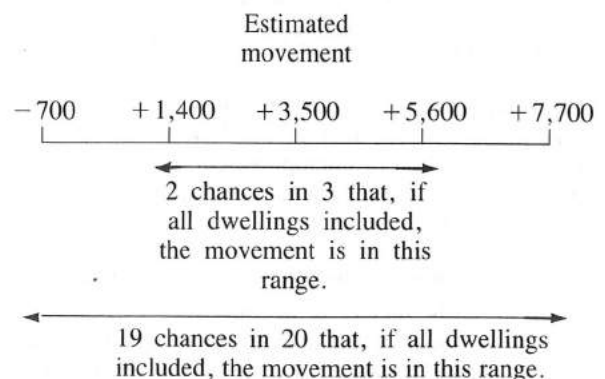 Estimated
movement
−700 +1,400 +3,500 +5,600 +7,700
2 chances in 3 that, if
all dwellings included,
the movement is in this
range.
19 chances in 20 that, if all dwellings
included, the movement is in this range.